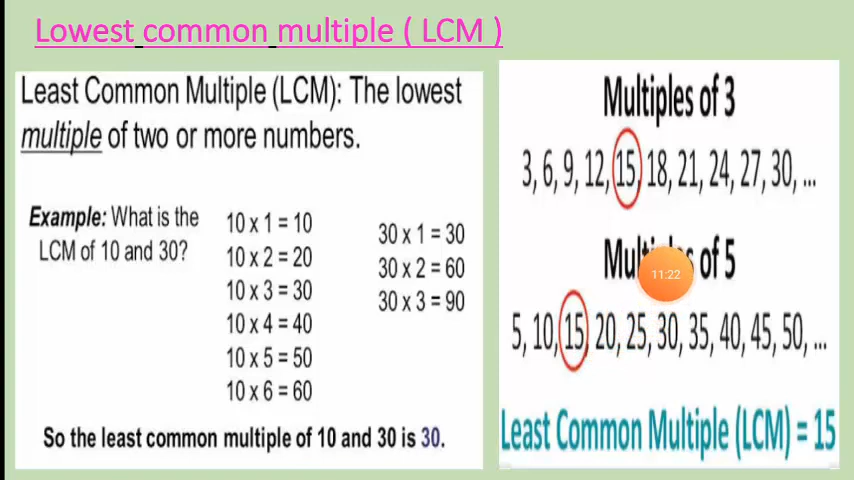 Lowest common multiple ( LCM )
Least Common Multiple (LCM): The lowest
multiple of two or more numbers.
Example: What is the
LCM of 10 and 30?
10 x 1 = 10
10 x 2 = 20
10 x 3 = 30
10 x 4 = 40
10 x 5 = 50
10 x 6 = 60
30 x 1 = 30
30 x 2 = 60
30 x 3 = 90
So the least common multiple of 10 and 30 is 30.
Multiples of 3
3, 6, 9, 12, 15, 18, 21, 24, 27, 30, ...
Multiples of 5
11:22
5, 10, 15, 20, 25, 30, 35, 40, 45, 50, ...
Least Common Multiple (LCM) = 15